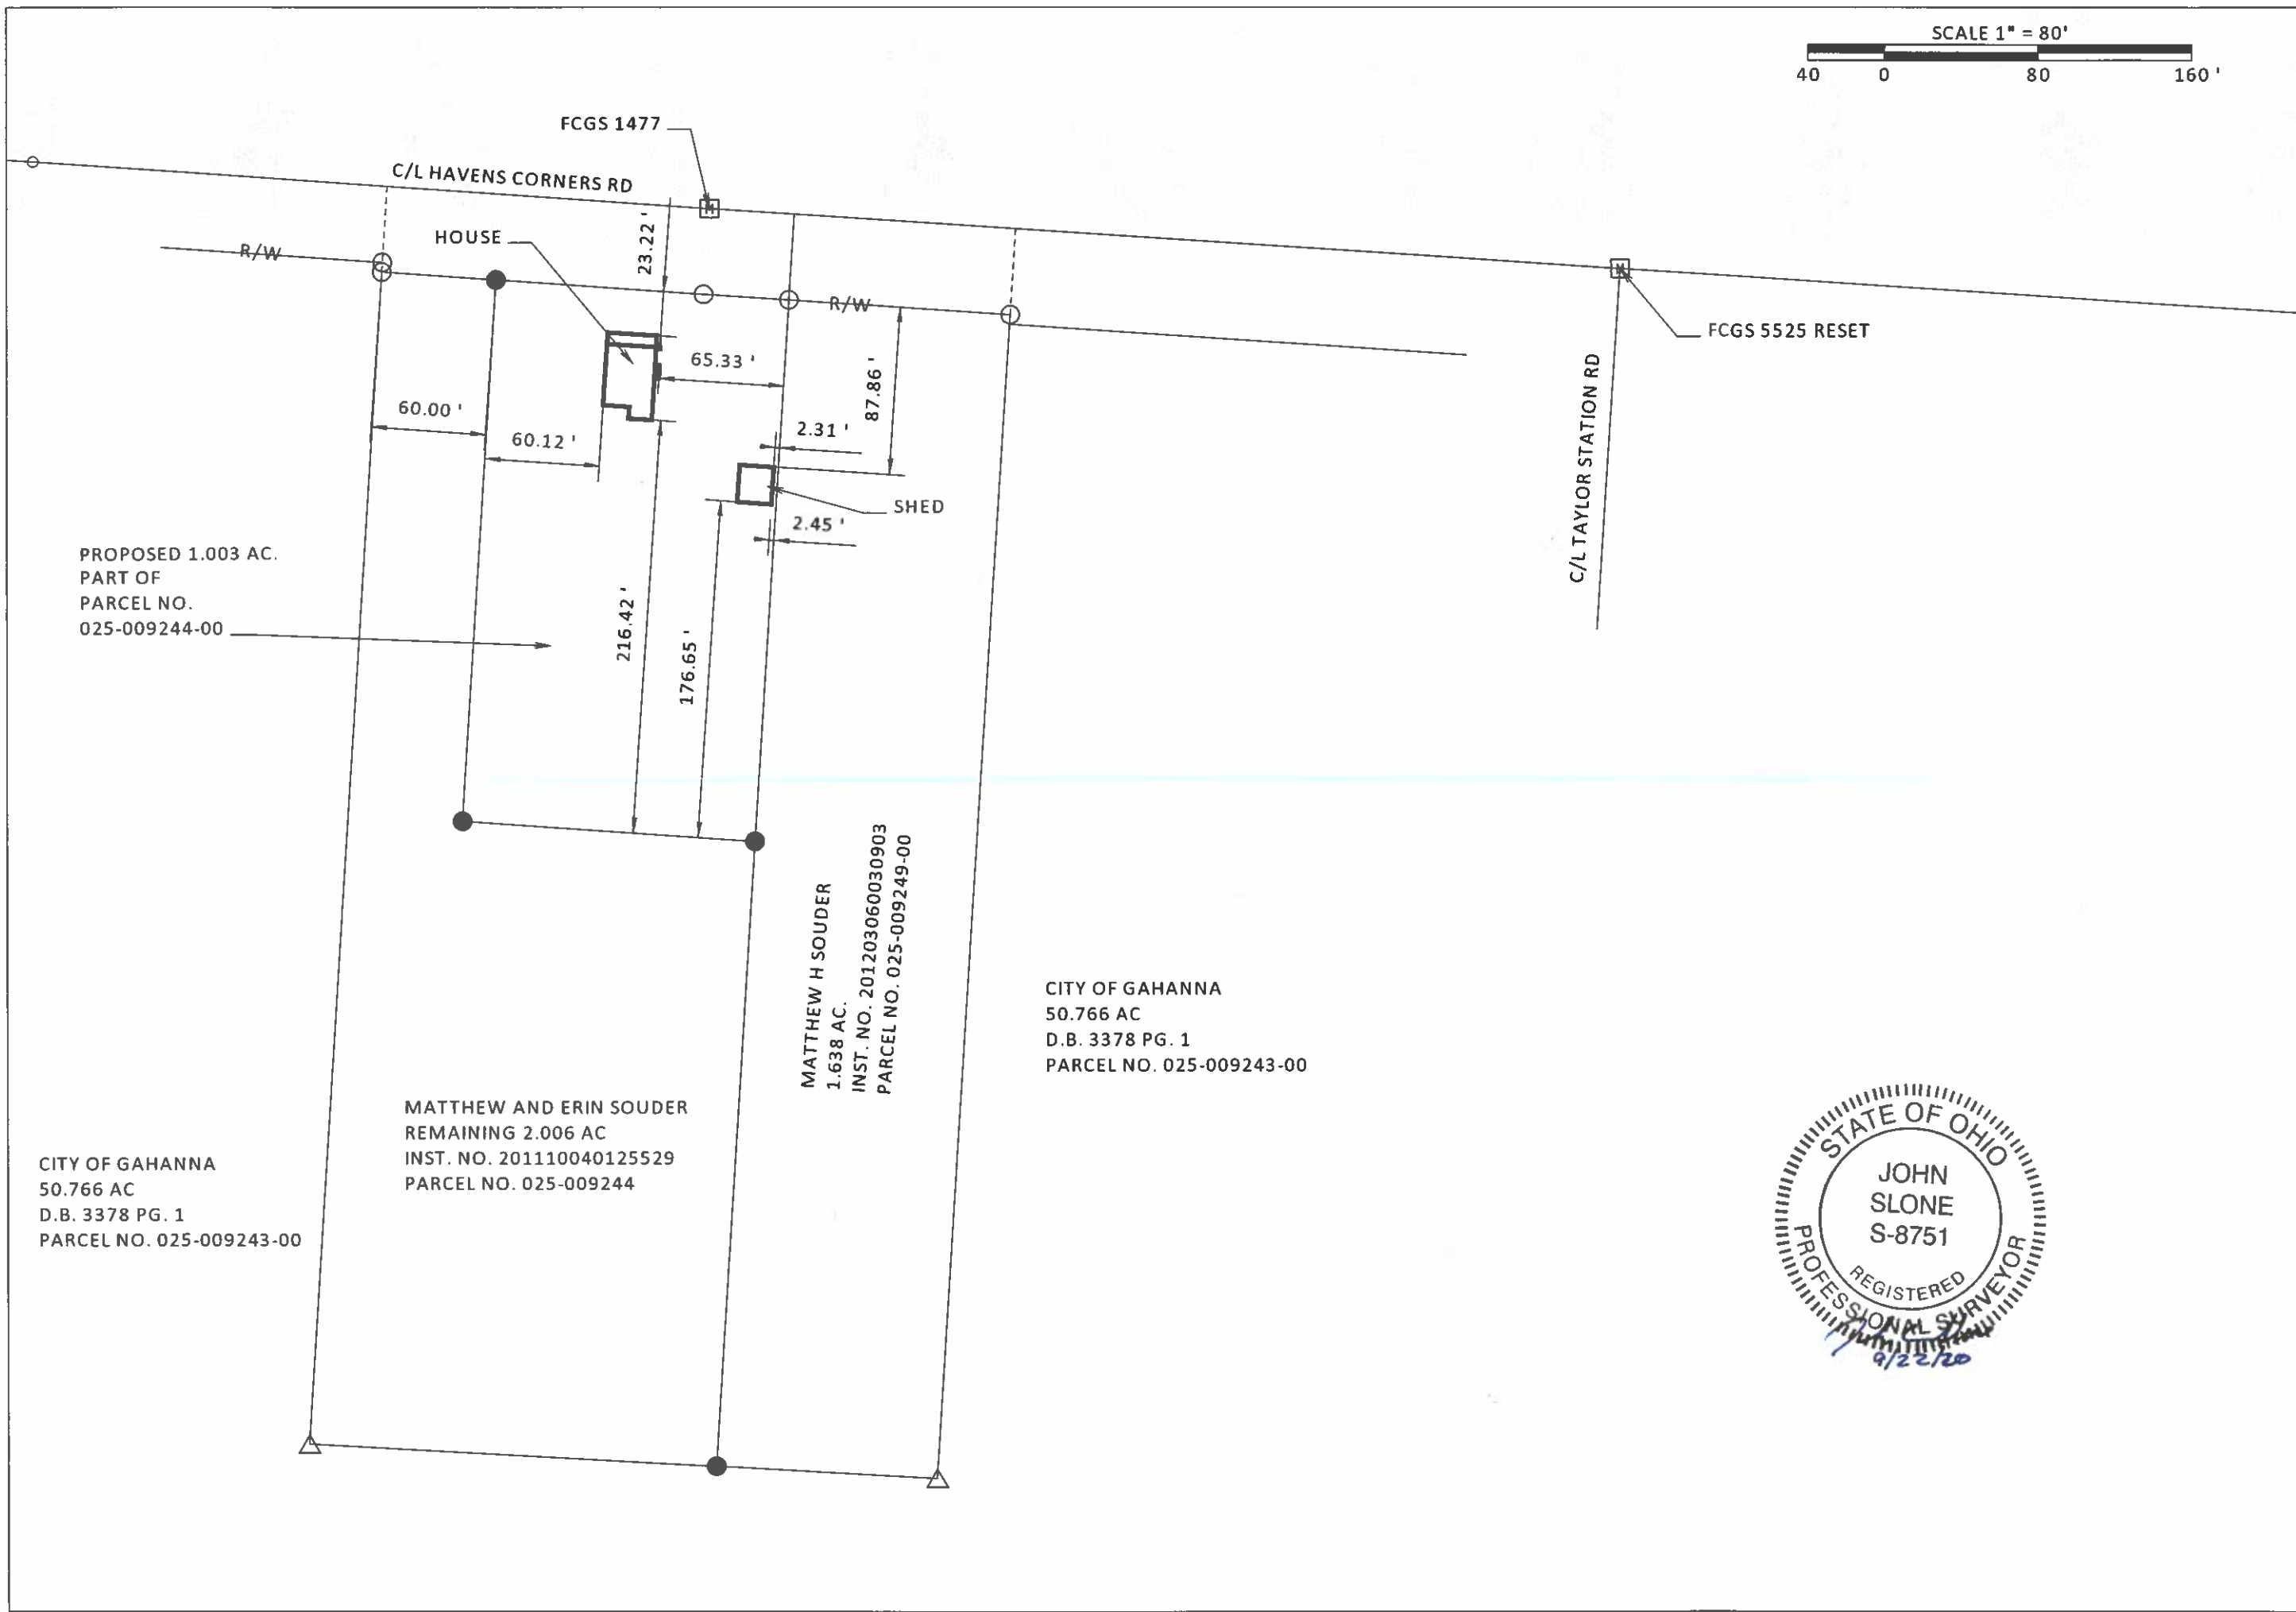 SCALE 1" = 80'
40 0 80 160 '
FCGS 1477
C/L HAVENS CORNERS RD
HOUSE
23.22 '
R/W
R/W
FCGS 5525 RESET
65.33 '
87.86 '
C/L TAYLOR STATION RD
60.00 '
60.12 '
2.31 '
SHED
2.45 '
PROPOSED 1.003 AC.
PART OF
PARCEL NO.
025-009244-00
216.42 '
176.65 '
MATTHEW H SOUDER
1.638 AC.
INST. NO. 201203060030903
PARCEL NO. 025-009249-00
CITY OF GAHANNA
50.766 AC
D.B. 3378 PG. 1
PARCEL NO. 025-009243-00
MATTHEW AND ERIN SOUDER
REMAINING 2.006 AC
INST. NO. 201110040125529
PARCEL NO. 025-009244
CITY OF GAHANNA
50.766 AC
D.B. 3378 PG. 1
PARCEL NO. 025-009243-00
STATE OF OHIO
JOHN
SLONE
S-8751
REGISTERED
PROFESSIONAL SURVEYOR
9/22/20